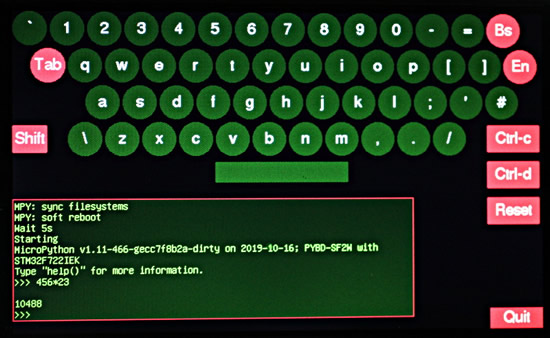 ` 1 2 3 4 5 6 7 8 9 0 - = Bs
Tab q w e r t y u i o p [ ] En
a s d f g h j k l ; ' #
Shift \ z x c v b n m , . / Ctrl-c
Ctrl-d
Reset
MPY: sync filesystems
MPY: soft reboot
Wait 5s
Starting
MicroPython v1.11-466-gecc7f8b2a-dirty on 2019-10-16; PYBD-SF2W with
STM32F722IEK
Type "help()" for more information.
>>> 456*23
10488
>>>
Quit